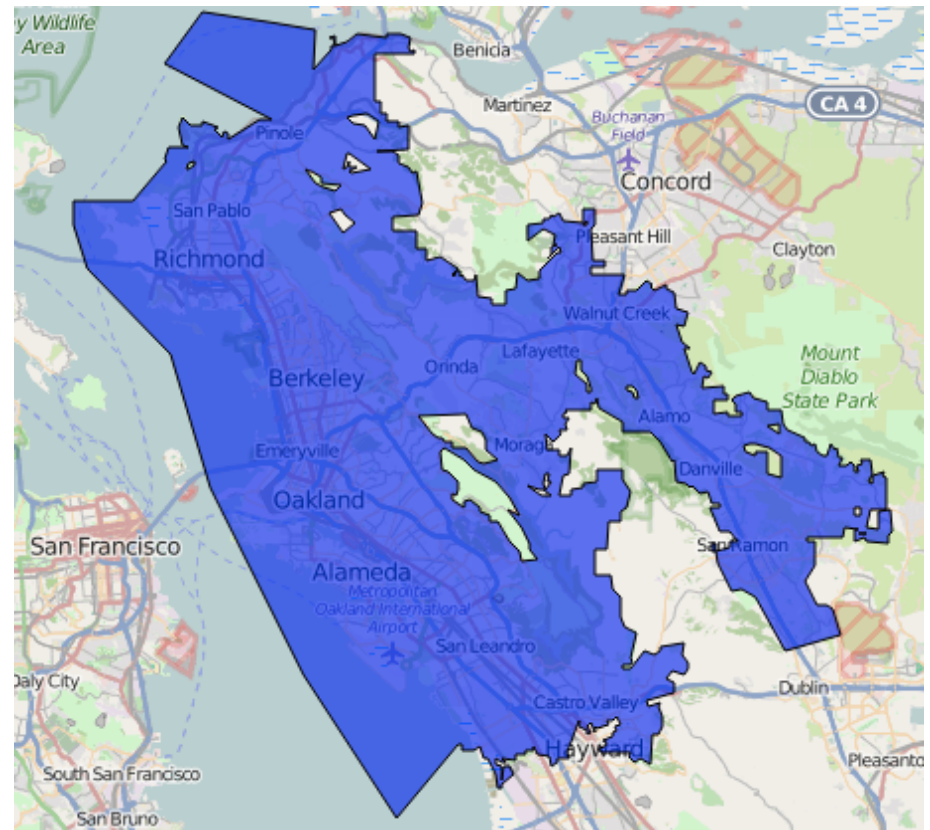 y Wildlife
Area
Benicia
Martinez
CA 4
Buchanan
Field
Pinole
Concord
San Pablo
Pleasant Hill
Clayton
Richmond
Walnut Creek
Lafayette
Orinda
Mount
Diablo
State Park
Berkeley
Alamo
Emeryville
Morag
Danville
Oakland
San Francisco
San Ramon
Alameda
Metropolitan
Oakland International
Airport
San Leandro
Daly City
Dublin
Castro Valley
Hayward
South San Francisco
Pleasanto
San Bruno